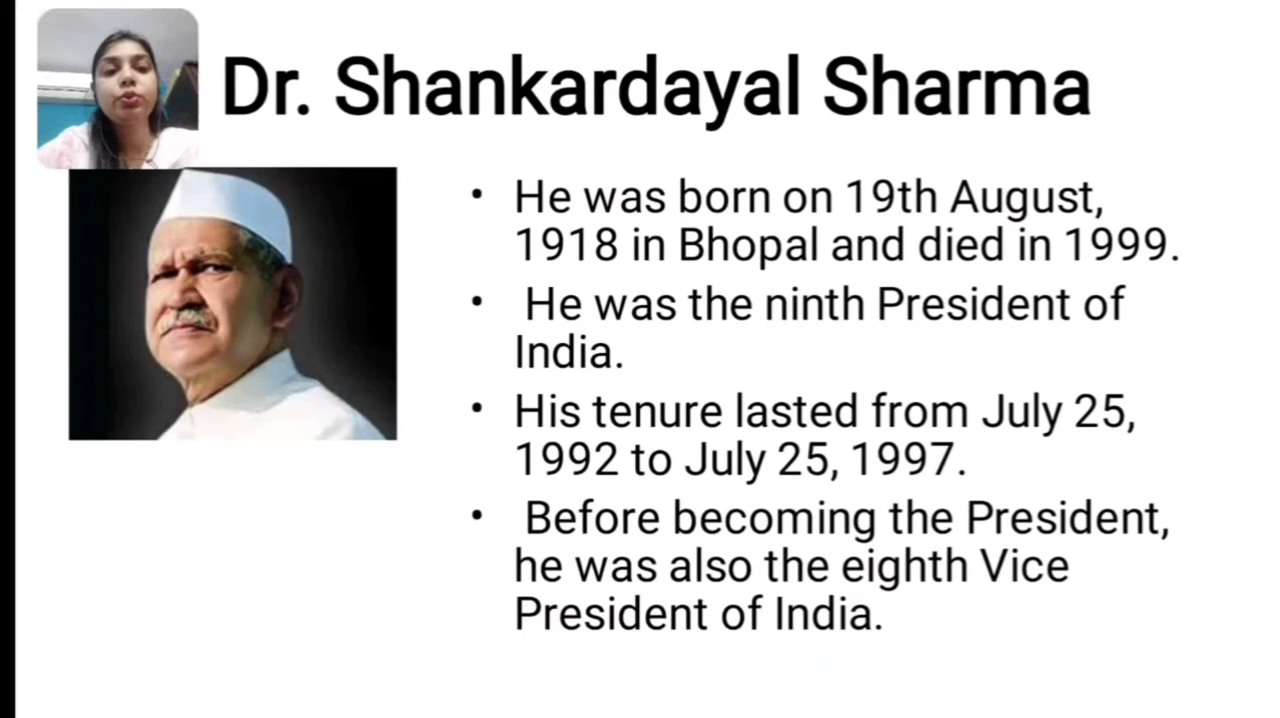 Dr. Shankardayal Sharma
• He was born on 19th August,
1918 in Bhopal and died in 1999.
• He was the ninth President of
India.
• His tenure lasted from July 25,
1992 to July 25, 1997.
• Before becoming the President,
he was also the eighth Vice
President of India.